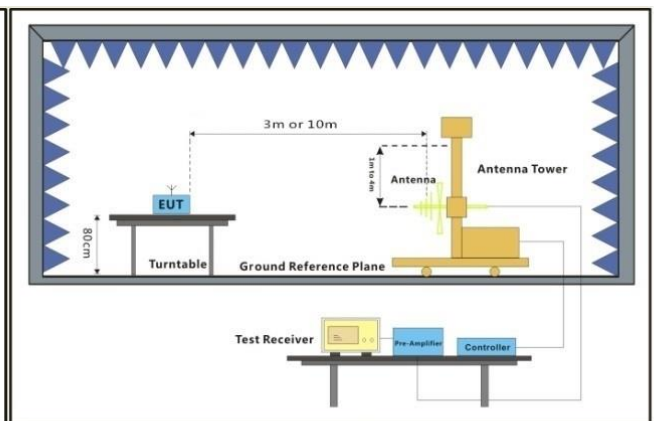 3m or 10m
1m to 4m
Antenna
Antenna Tower
EUT
80cm
Turntable
Ground Reference Plane
Test Receiver
Pre-Amplifier
Controller